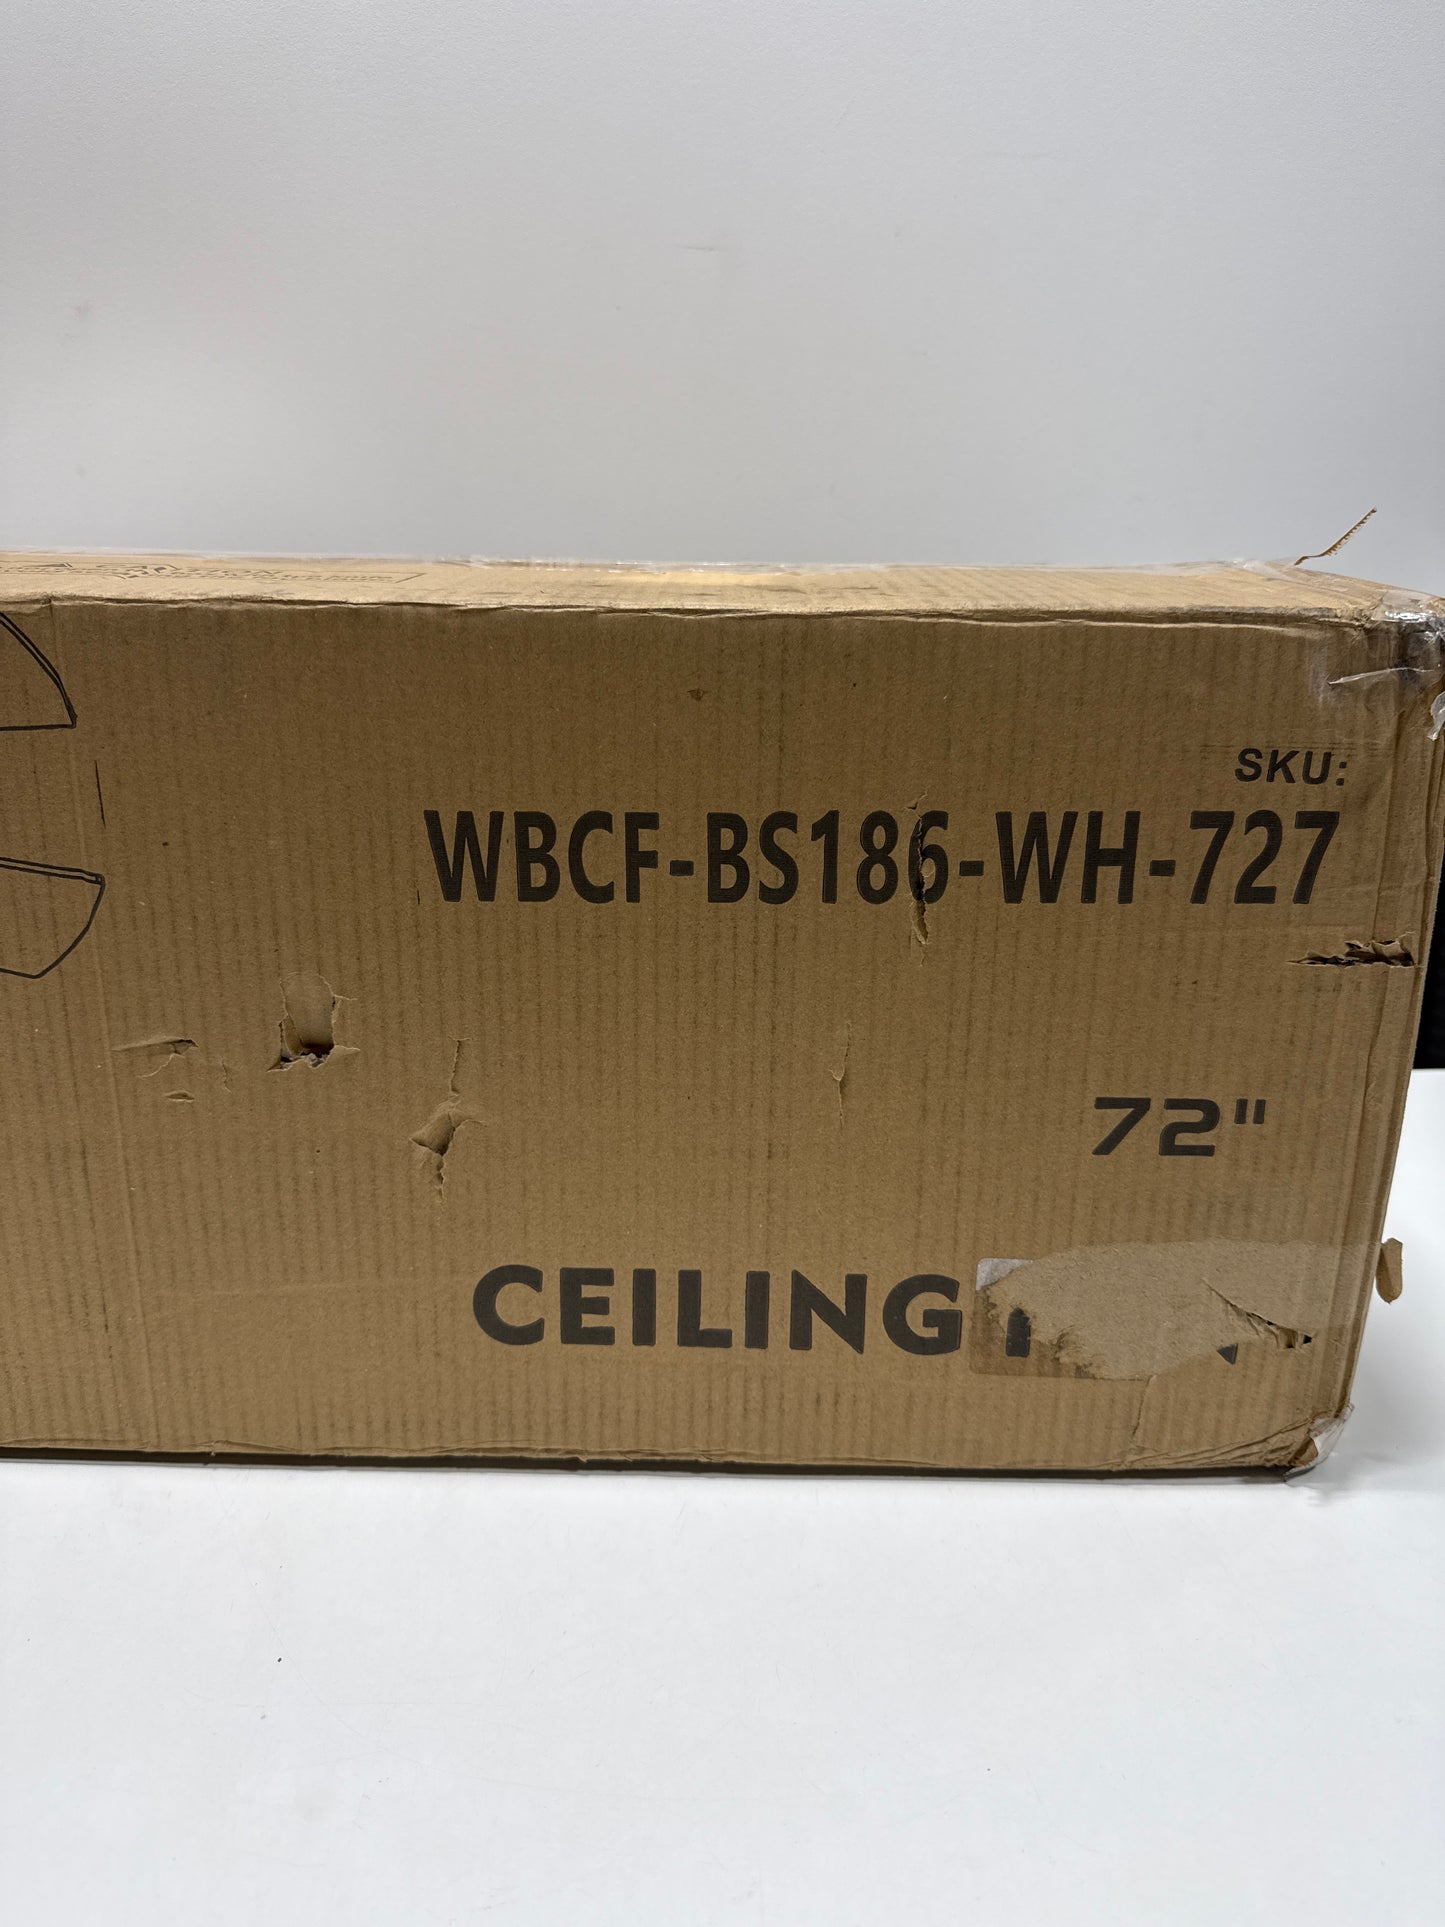 SKU:
WBCF-BS186-WH-727
72"
CEILING